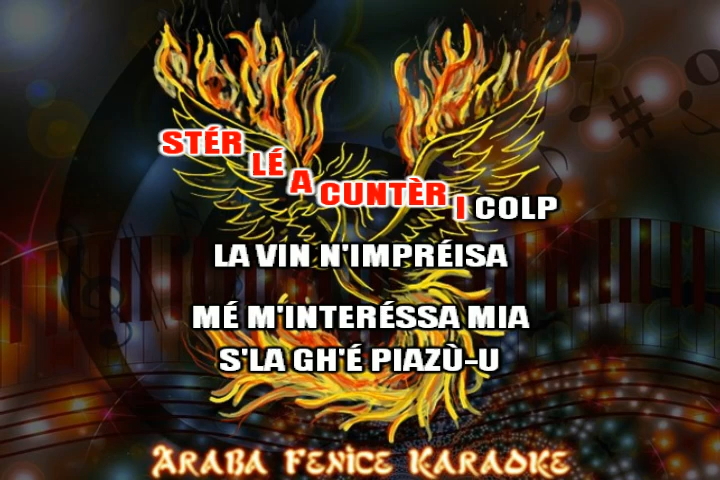 STÉR LÉ A CUNTÈR I COLP
LA VIN N'IMPRÉISA
MÉ M'INTERÉSSA MIA
S'LA GH'É PIAZÙ-U
ARABA FENICE KARAOKE